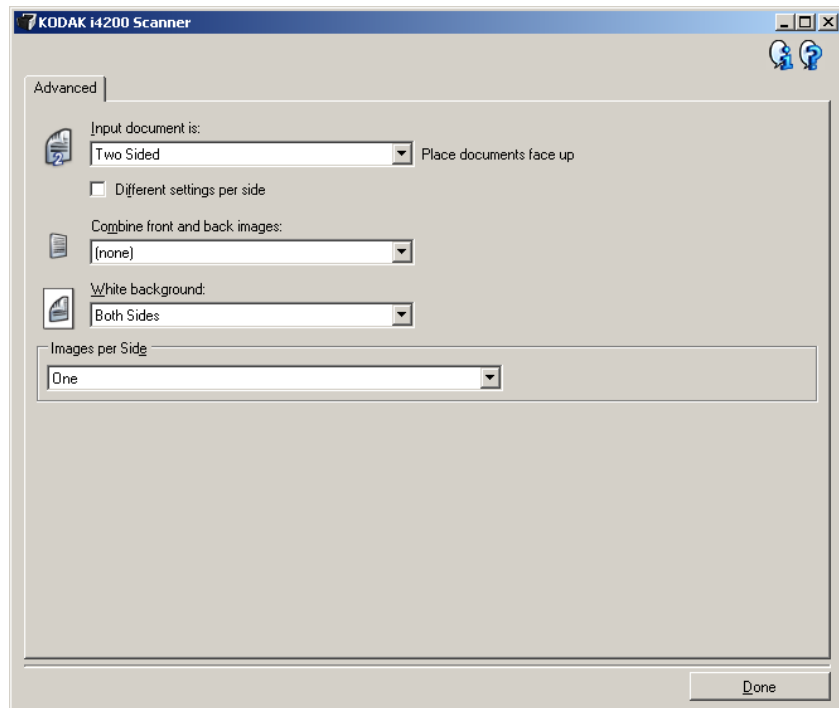 KODAK i4200 Scanner
Advanced
Input document is:
Two Sided Place documents face up
Different settings per side
Combine front and back images:
(none)
White background:
Both Sides
Images per Side
One
Done